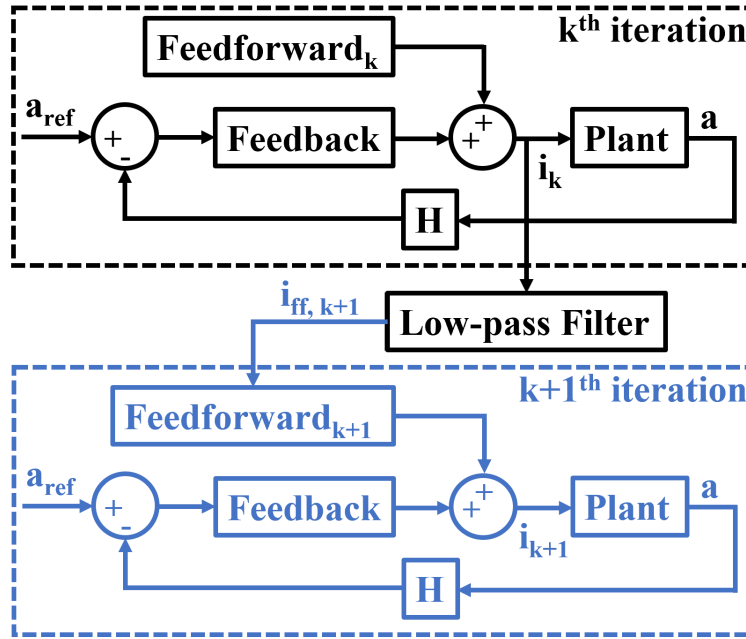 kth iteration
Feedforwardk
aref
+
-
Feedback
+
+
ik
Plant
a
H
iff, k+1
Low-pass Filter
k+1th iteration
Feedforwardk+1
aref
+
-
Feedback
+
+
ik+1
Plant
a
H